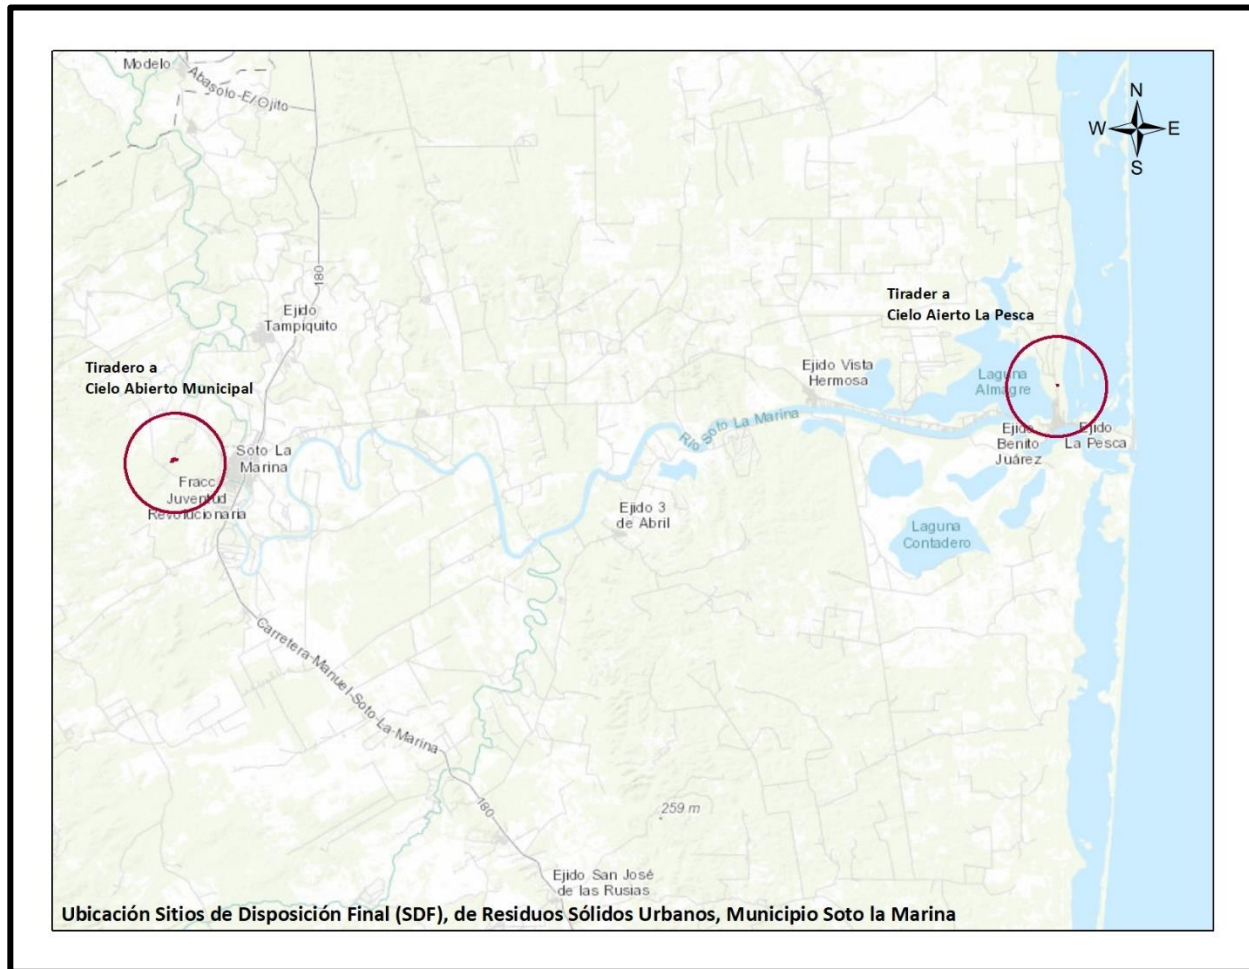 Modelo
Abasolo-El Ojito
N
W
E
S
180
Ejido
Tampiquito
Tirader a
Cielo Aierto La Pesca
Tiradero a
Cielo Abierto Municipal
Ejido Vista
Hermosa
Laguna
Almagre
Río Soto La Marina
Ejido
Benito
Juárez
Ejido
La Pesca
Soto La
Marina
Fracc
Juventud
Revolucionaria
Ejido 3
de Abril
Laguna
Contadero
Carretera-Manuel-Soto-La-Marina
180
259 m
Ejido San José
de las Rusias
Ubicación Sitios de Disposición Final (SDF), de Residuos Sólidos Urbanos, Municipio Soto la Marina